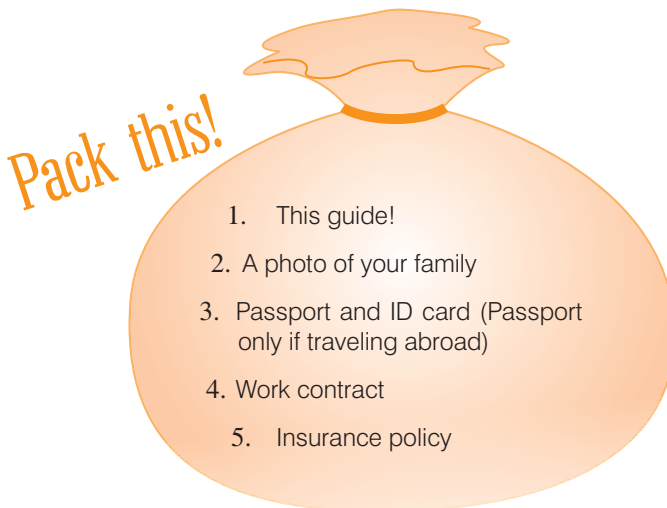 Pack this!
1. This guide!
2. A photo of your family
3. Passport and ID card (Passport
only if traveling abroad)
4. Work contract
5. Insurance policy